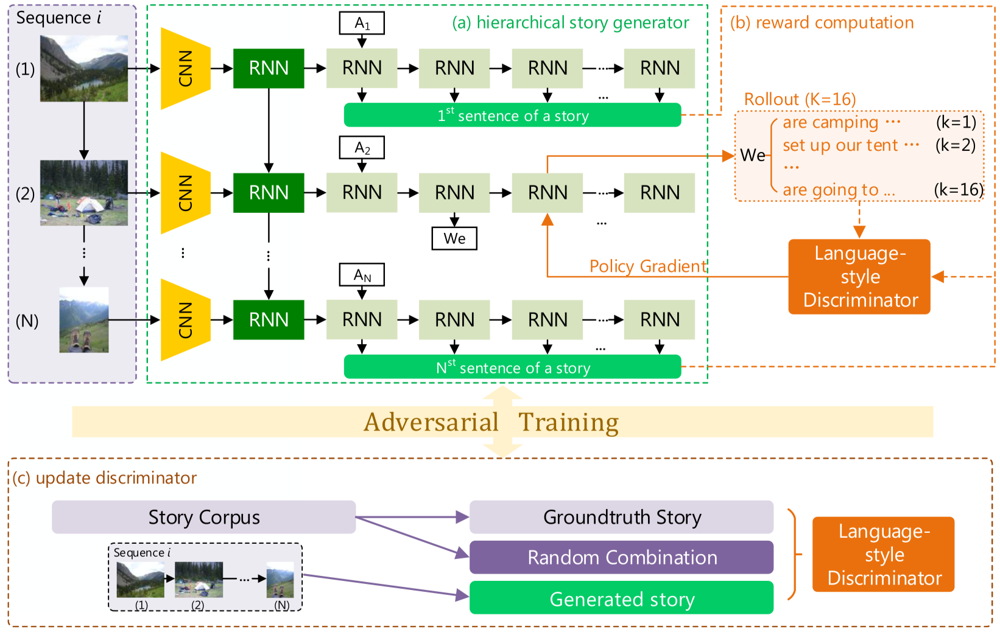 Sequence i
(1)
(2)
(N)
(a) hierarchical story generator
A1
CNN
RNN
RNN
RNN
RNN
...
RNN
...
1st sentence of a story
A2
CNN
RNN
RNN
RNN
RNN
...
RNN
...
We
...
...
...
AN
CNN
RNN
RNN
RNN
RNN
...
RNN
...
Nst sentence of a story
(b) reward computation
Rollout (K=16)
We
are camping ... (k=1)
set up our tent ... (k=2)
...
are going to ... (k=16)
Policy Gradient
Language-
style
Discriminator
Adversarial Training
(c) update discriminator
Story Corpus
Sequence i
...
(1)
(2)
(N)
Groundtruth Story
Random Combination
Generated story
Language-
style
Discriminator